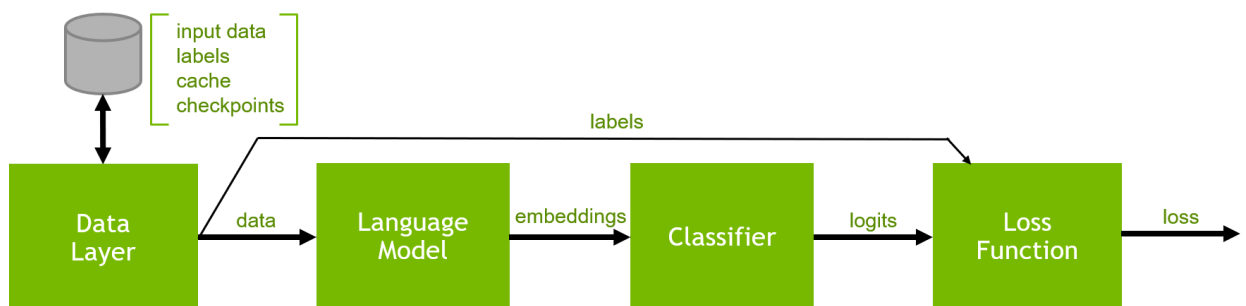 input data
labels
cache
checkpoints
labels
Data
Layer
data
Language
Model
embeddings
Classifier
logits
Loss
Function
loss